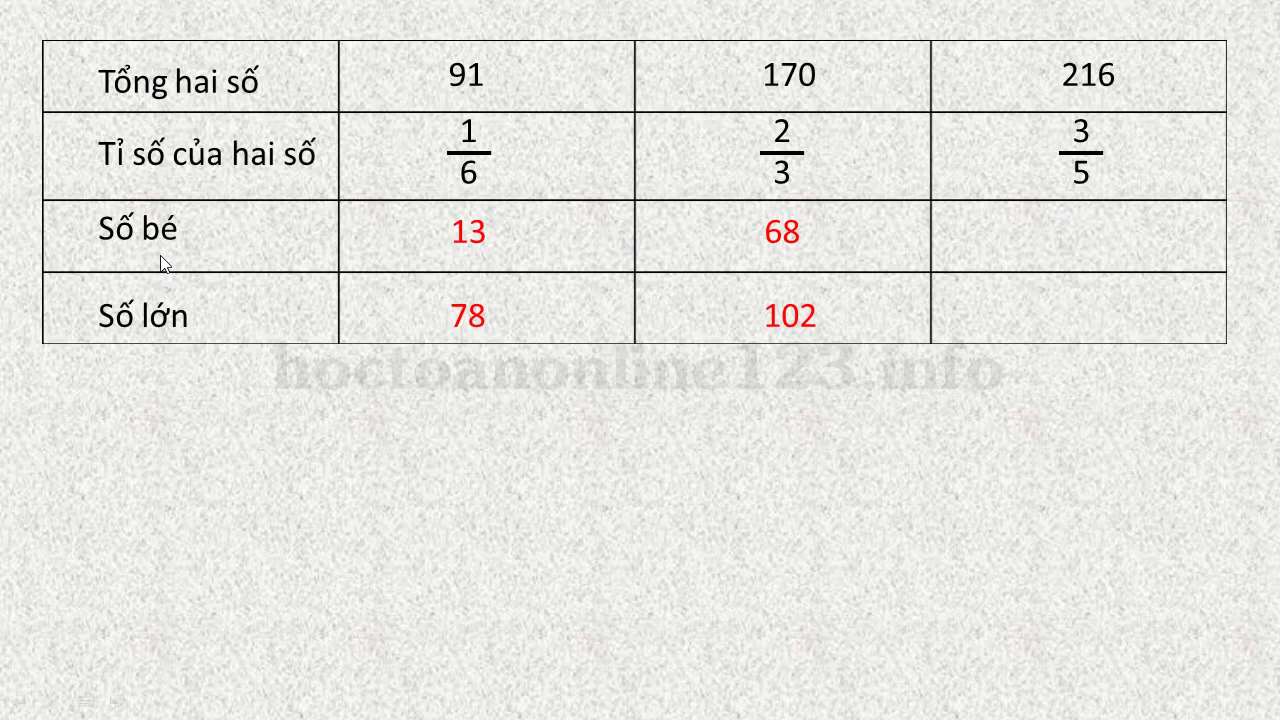 Tổng hai số 91 170 216
Tỉ số của hai số 1/6 2/3 3/5
Số bé 13 68
Số lớn 78 102
hoctoanonline123.info